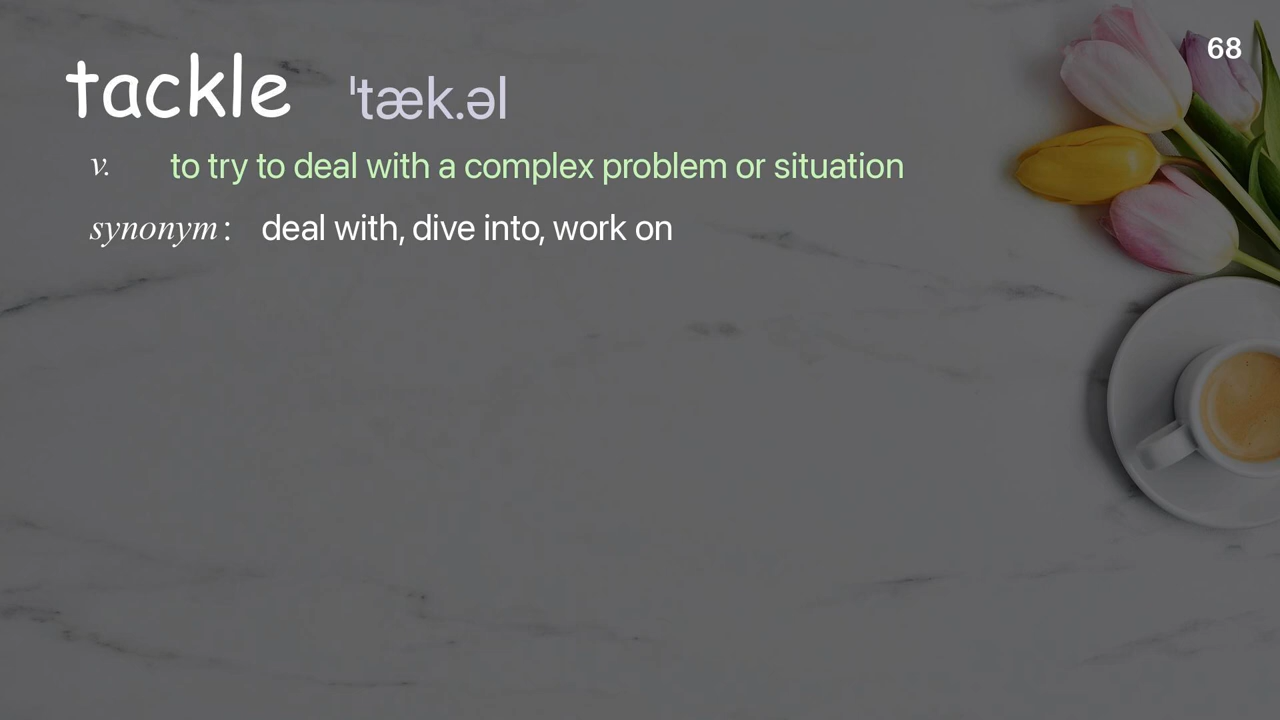 68
tackle ˈtæk.əl
v. to try to deal with a complex problem or situation
synonym: deal with, dive into, work on